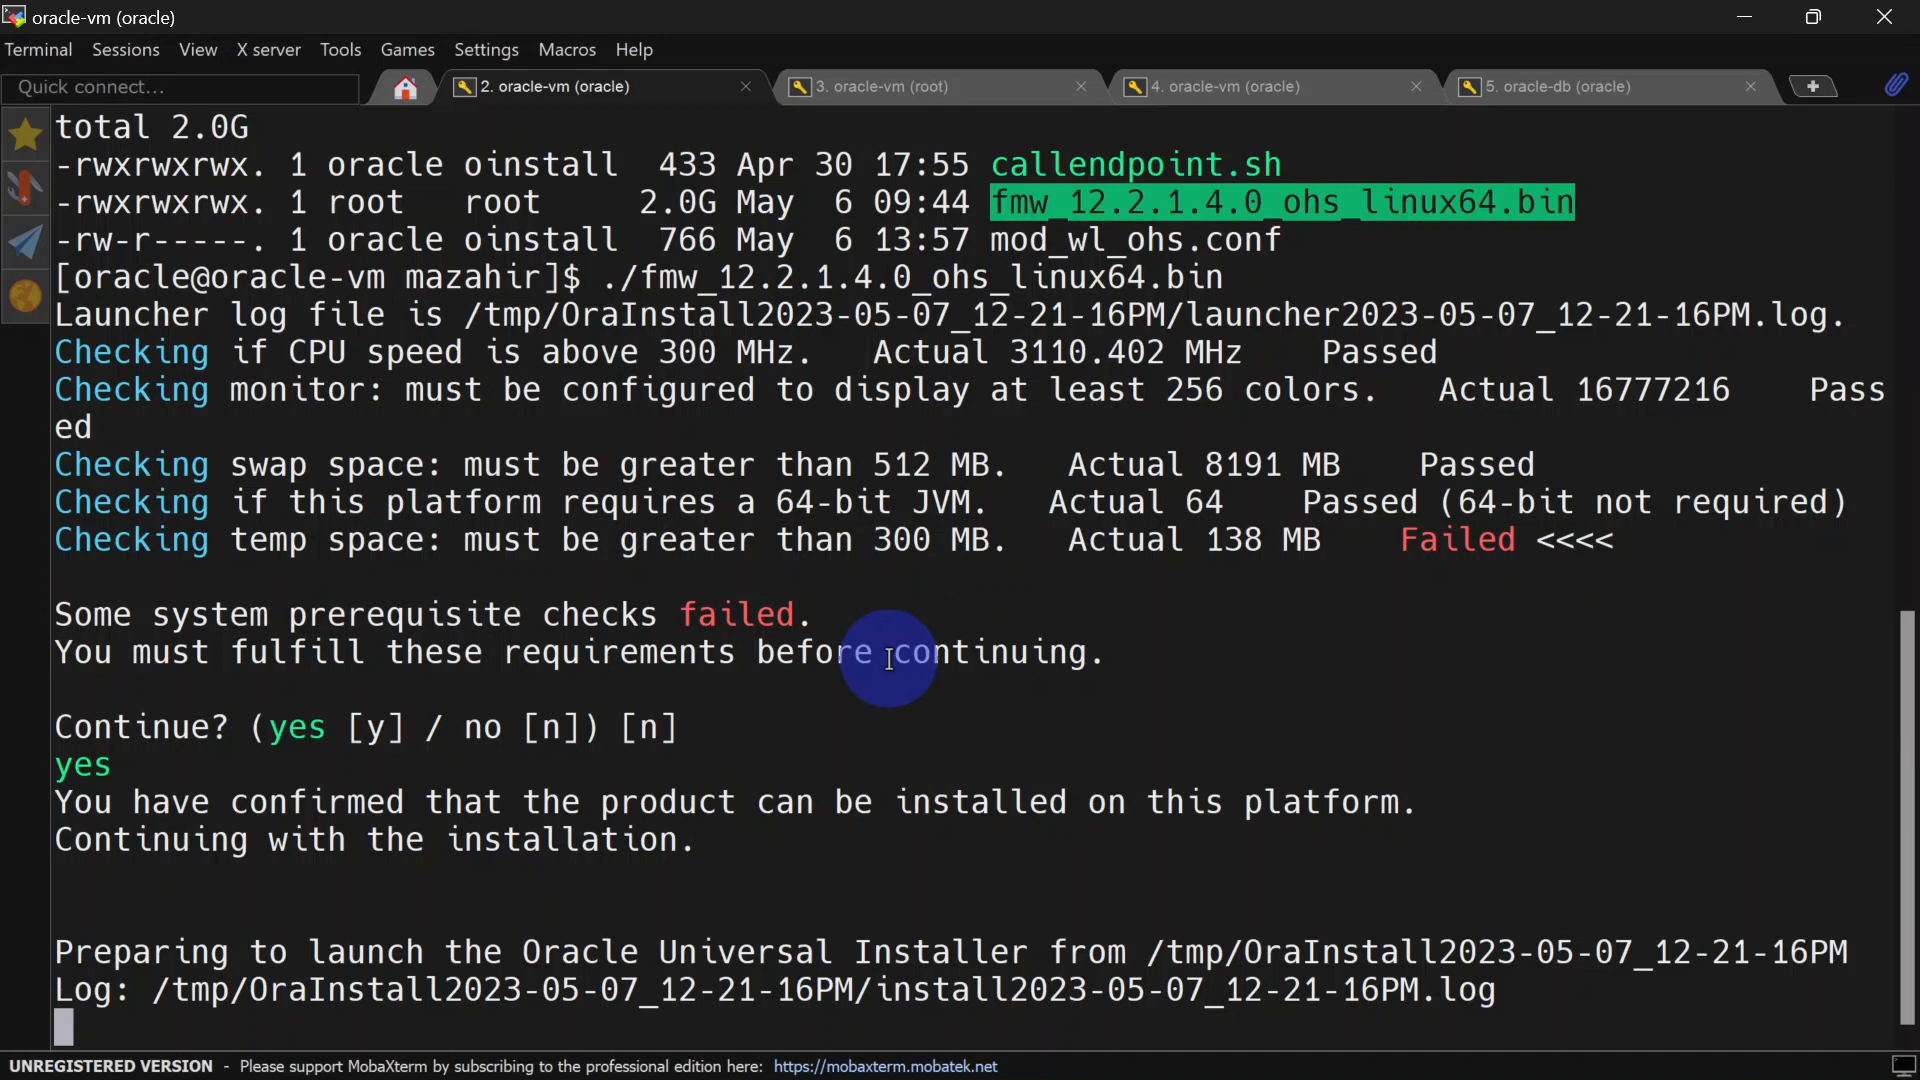 oracle-vm (oracle)
Terminal Sessions View X server Tools Games Settings Macros Help
Quick connect... 2. oracle-vm (oracle) 3. oracle-vm (root) 4. oracle-vm (oracle) 5. oracle-db (oracle)
total 2.0G
-rwxrwxrwx. 1 oracle oinstall  433 Apr 30 17:55 callendpoint.sh
-rwxrwxrwx. 1 root   root     2.0G May  6 09:44 fmw_12.2.1.4.0_ohs_linux64.bin
-rw-r-----. 1 oracle oinstall  766 May  6 13:57 mod_wl_ohs.conf
[oracle@oracle-vm mazahir]$ ./fmw_12.2.1.4.0_ohs_linux64.bin
Launcher log file is /tmp/OraInstall2023-05-07_12-21-16PM/launcher2023-05-07_12-21-16PM.log.
Checking if CPU speed is above 300 MHz.   Actual 3110.402 MHz    Passed
Checking monitor: must be configured to display at least 256 colors.   Actual 16777216    Pass
ed
Checking swap space: must be greater than 512 MB.   Actual 8191 MB    Passed
Checking if this platform requires a 64-bit JVM.   Actual 64    Passed (64-bit not required)
Checking temp space: must be greater than 300 MB.   Actual 138 MB    Failed <<<<
Some system prerequisite checks failed.
You must fulfill these requirements before continuing.
Continue? (yes [y] / no [n]) [n]
yes
You have confirmed that the product can be installed on this platform.
Continuing with the installation.
Preparing to launch the Oracle Universal Installer from /tmp/OraInstall2023-05-07_12-21-16PM
Log: /tmp/OraInstall2023-05-07_12-21-16PM/install2023-05-07_12-21-16PM.log
UNREGISTERED VERSION - Please support MobaXterm by subscribing to the professional edition here: https://mobaxterm.mobatek.net